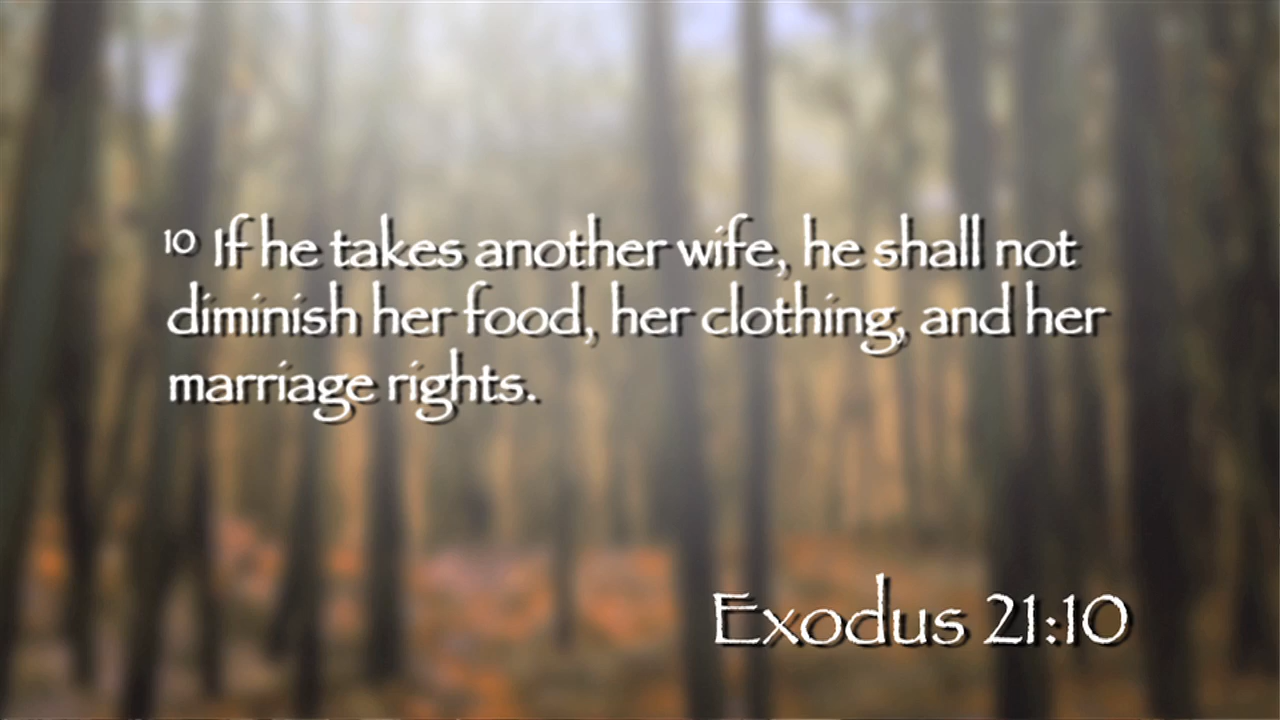 10 If he takes another wife, he shall not
diminish her food, her clothing, and her
marriage rights.
Exodus 21:10